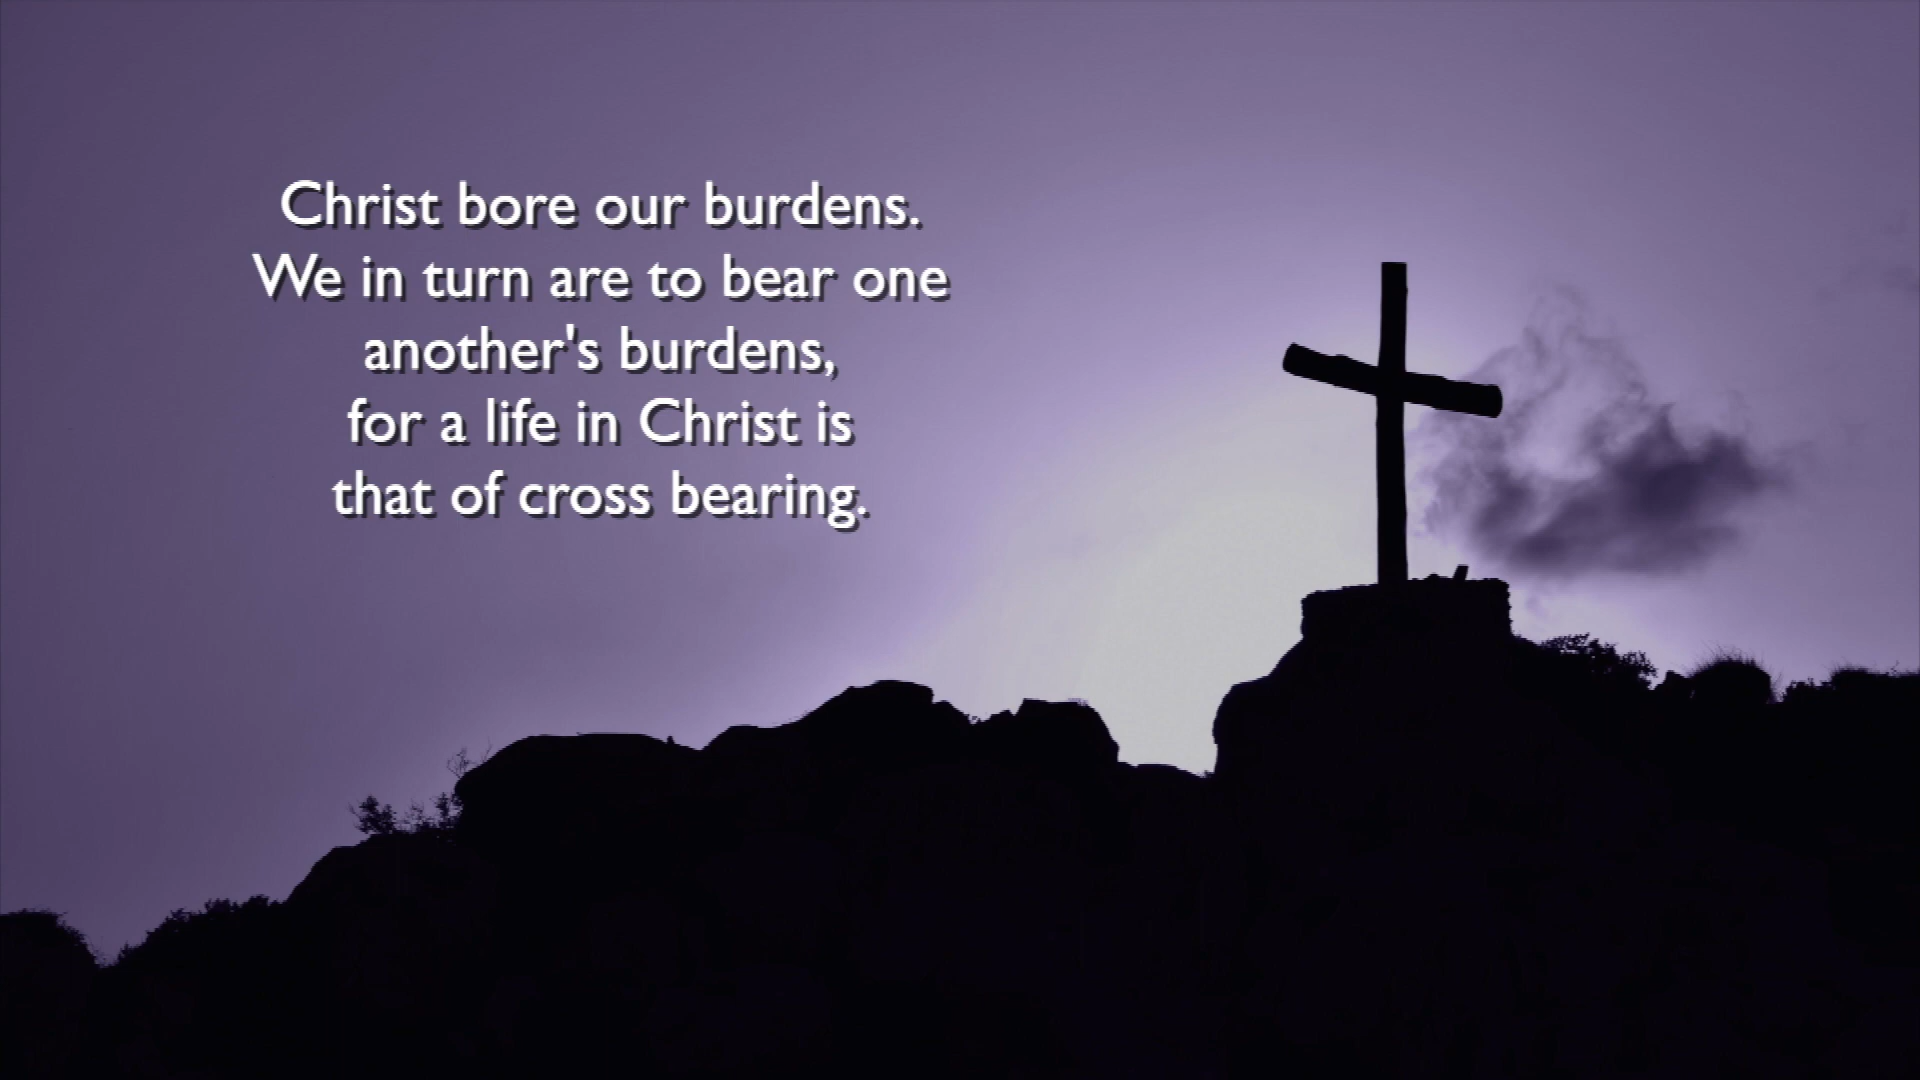 Christ bore our burdens.
We in turn are to bear one
another's burdens,
for a life in Christ is
that of cross bearing.